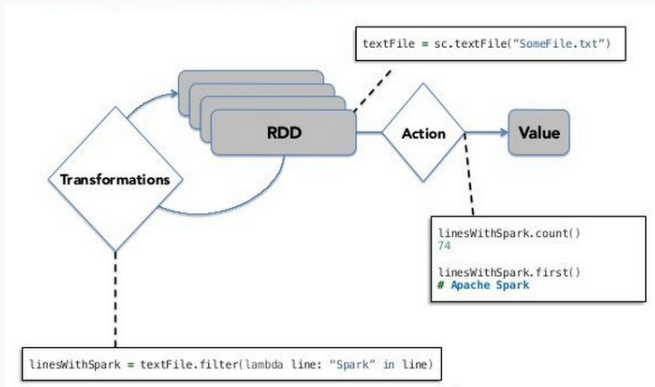 textFile = sc.textFile(“SomeFile.txt”)
RDD
Action
Value
Transformations
linesWithSpark.count()
74
linesWithSpark.first()
# Apache Spark
linesWithSpark = textFile.filter(lambda line: "Spark” in line)